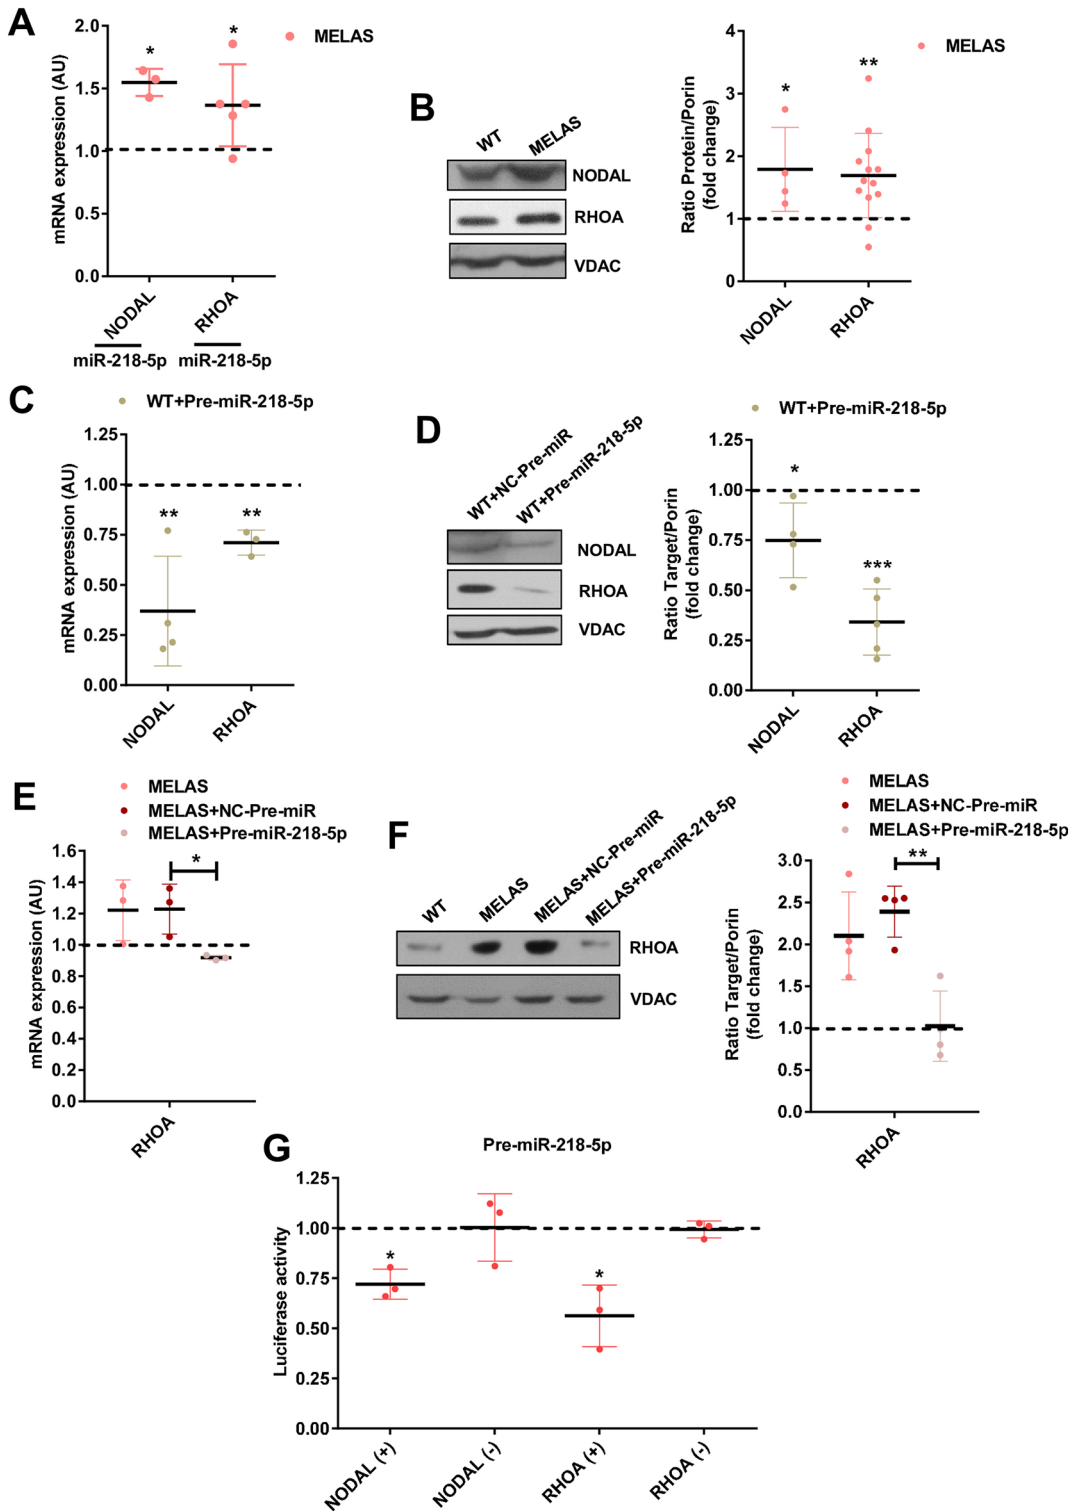 A
2.0
1.5
1.0
0.5
0.0
mRNA expression (AU)
*
*
MELAS
NODAL
RHOA
miR-218-5p
miR-218-5p
B
WT
MELAS
NODAL
RHOA
VDAC
4
3
2
1
0
Ratio Protein/Porin
(fold change)
*
**
MELAS
NODAL
RHOA
C
WT+Pre-miR-218-5p
1.25
1.00
0.75
0.50
0.25
0.00
mRNA expression (AU)
**
**
NODAL
RHOA
D
WT+NC-Pre-miR
WT+Pre-miR-218-5p
NODAL
RHOA
VDAC
WT+Pre-miR-218-5p
1.25
1.00
0.75
0.50
0.25
0.00
Ratio Target/Porin
(fold change)
*
***
NODAL
RHOA
E
MELAS
MELAS+NC-Pre-miR
MELAS+Pre-miR-218-5p
1.6
1.4
1.2
1.0
0.8
0.6
0.4
0.2
0.0
mRNA expression (AU)
*
RHOA
F
WT
MELAS
MELAS+NC-Pre-miR
MELAS+Pre-miR-218-5p
RHOA
VDAC
MELAS
MELAS+NC-Pre-miR
MELAS+Pre-miR-218-5p
3.0
2.5
2.0
1.5
1.0
0.5
0.0
Ratio Target/Porin
(fold change)
**
RHOA
G
Pre-miR-218-5p
1.25
1.00
0.75
0.50
0.25
0.00
Luciferase activity
*
*
NODAL (+)
NODAL (-)
RHOA (+)
RHOA (-)